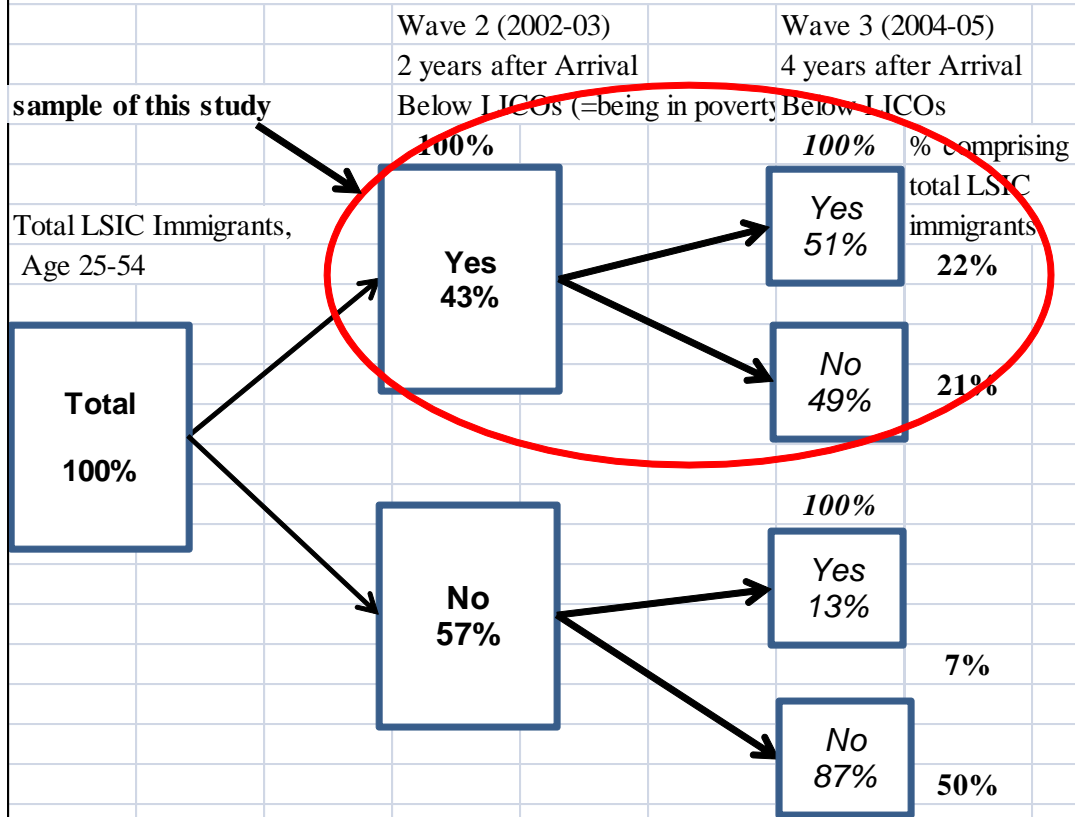 Wave 2 (2002-03)
Wave 3 (2004-05)
2 years after Arrival
4 years after Arrival
sample of this study
Below LICOs (=being in poverty
Below LICOs
100%
100%
% comprising
total LSIC
immigrants
Total LSIC Immigrants,
Age 25-54
Yes
43%
Yes
51%
22%
Total
100%
No
49%
21%
100%
No
57%
Yes
13%
7%
No
87%
50%